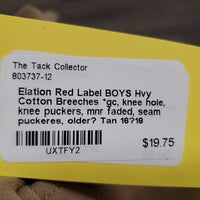 The Tack Collector
803737-12
Elation Red Label BOYS Hvy
Cotton Breeches *gc, knee hole,
knee puckers, mnr faded, seam
puckeres, older? Tan 16?18
$19.75
UXTFY2